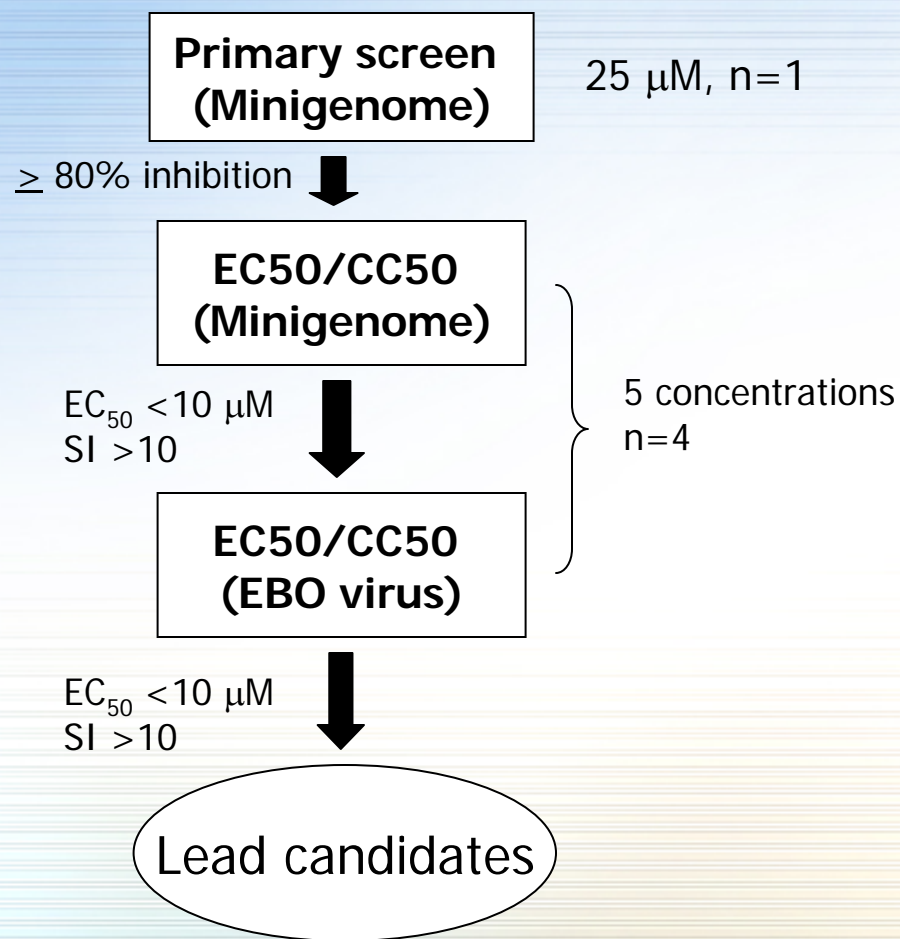 Primary screen
(Minigenome)
25 μM, n=1
≥ 80% inhibition
EC50/CC50
(Minigenome)
EC50 <10 μM
SI >10
5 concentrations
n=4
EC50/CC50
(EBO virus)
EC50 <10 μM
SI >10
Lead candidates